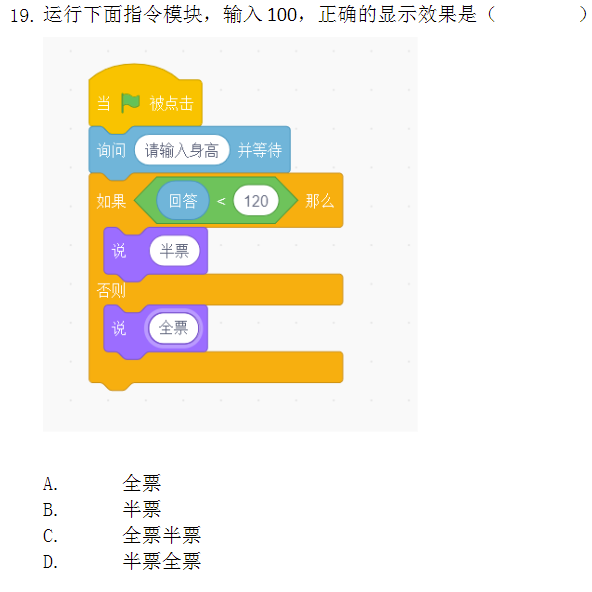 19. 运行下面指令模块，输入100，正确的显示效果是（ ）
当 被点击
询问 请输入身高 并等待
如果 回答 < 120 那么
说 半票
否则
说 全票
A. 全票
B. 半票
C. 全票半票
D. 半票全票